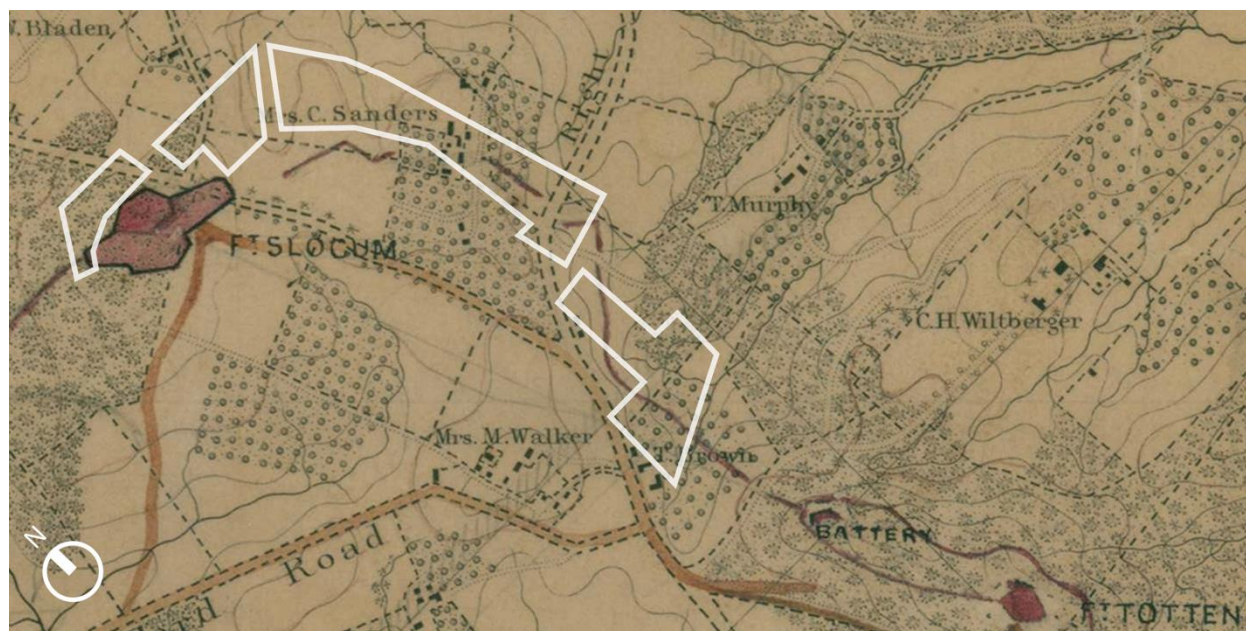 Bladen
Mrs. C. Sanders
Right
T. Murphy
Ft SLOCUM
C.H. Wiltberger
Mrs. M. Walker
T. Brown
BATTERY
Road
Ft TOTTEN
N